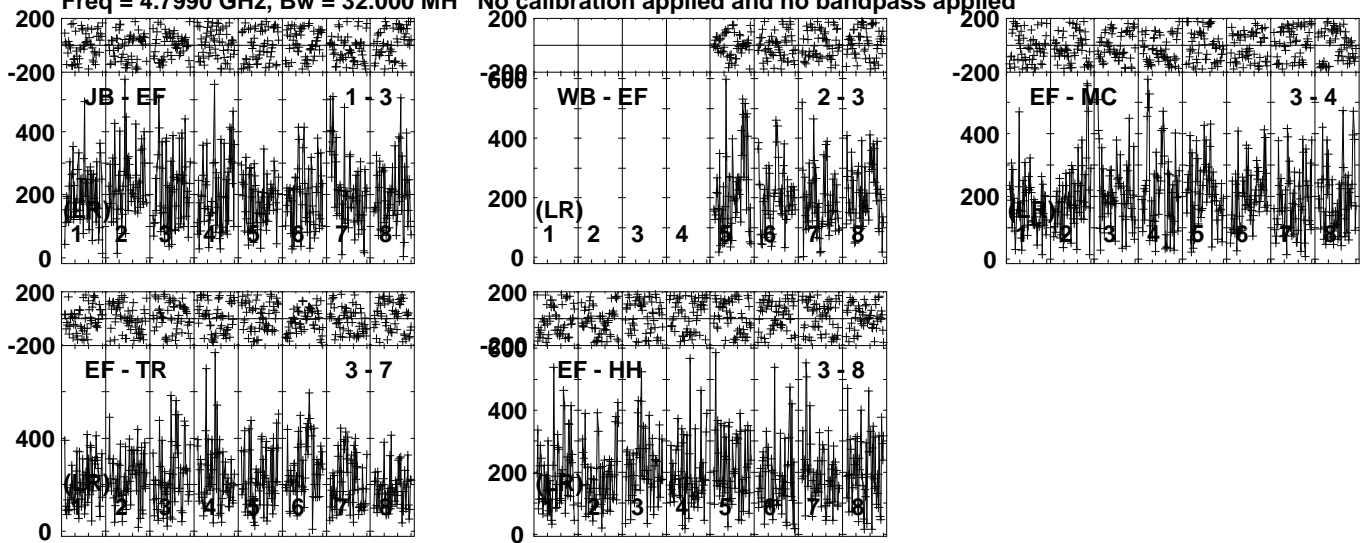 Freq = 4.7990 GHz, Bw = 32.000 MH No calibration applied and no bandpass applied
200
-200
JB - EF 1 - 3
400
200
0
(LR)
1 2 3 4 5 6 7 8
200
-200
600
WB - EF 2 - 3
400
200
0
(LR)
1 2 3 4 5 6 7 8
200
-200
EF - MC 3 - 4
400
200
0
(LR)
1 2 3 4 5 6 7 8
200
-200
EF - TR 3 - 7
400
0
(LR)
1 2 3 4 5 6 7 8
200
-200
600
EF - HH 3 - 8
400
200
0
(LR)
1 2 3 4 5 6 7 8